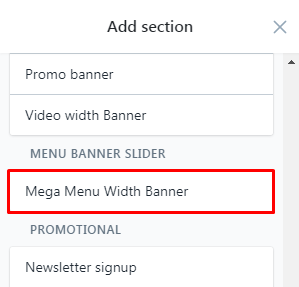 Add section
Promo banner
Video width Banner
MENU BANNER SLIDER
Mega Menu Width Banner
PROMOTIONAL
Newsletter signup